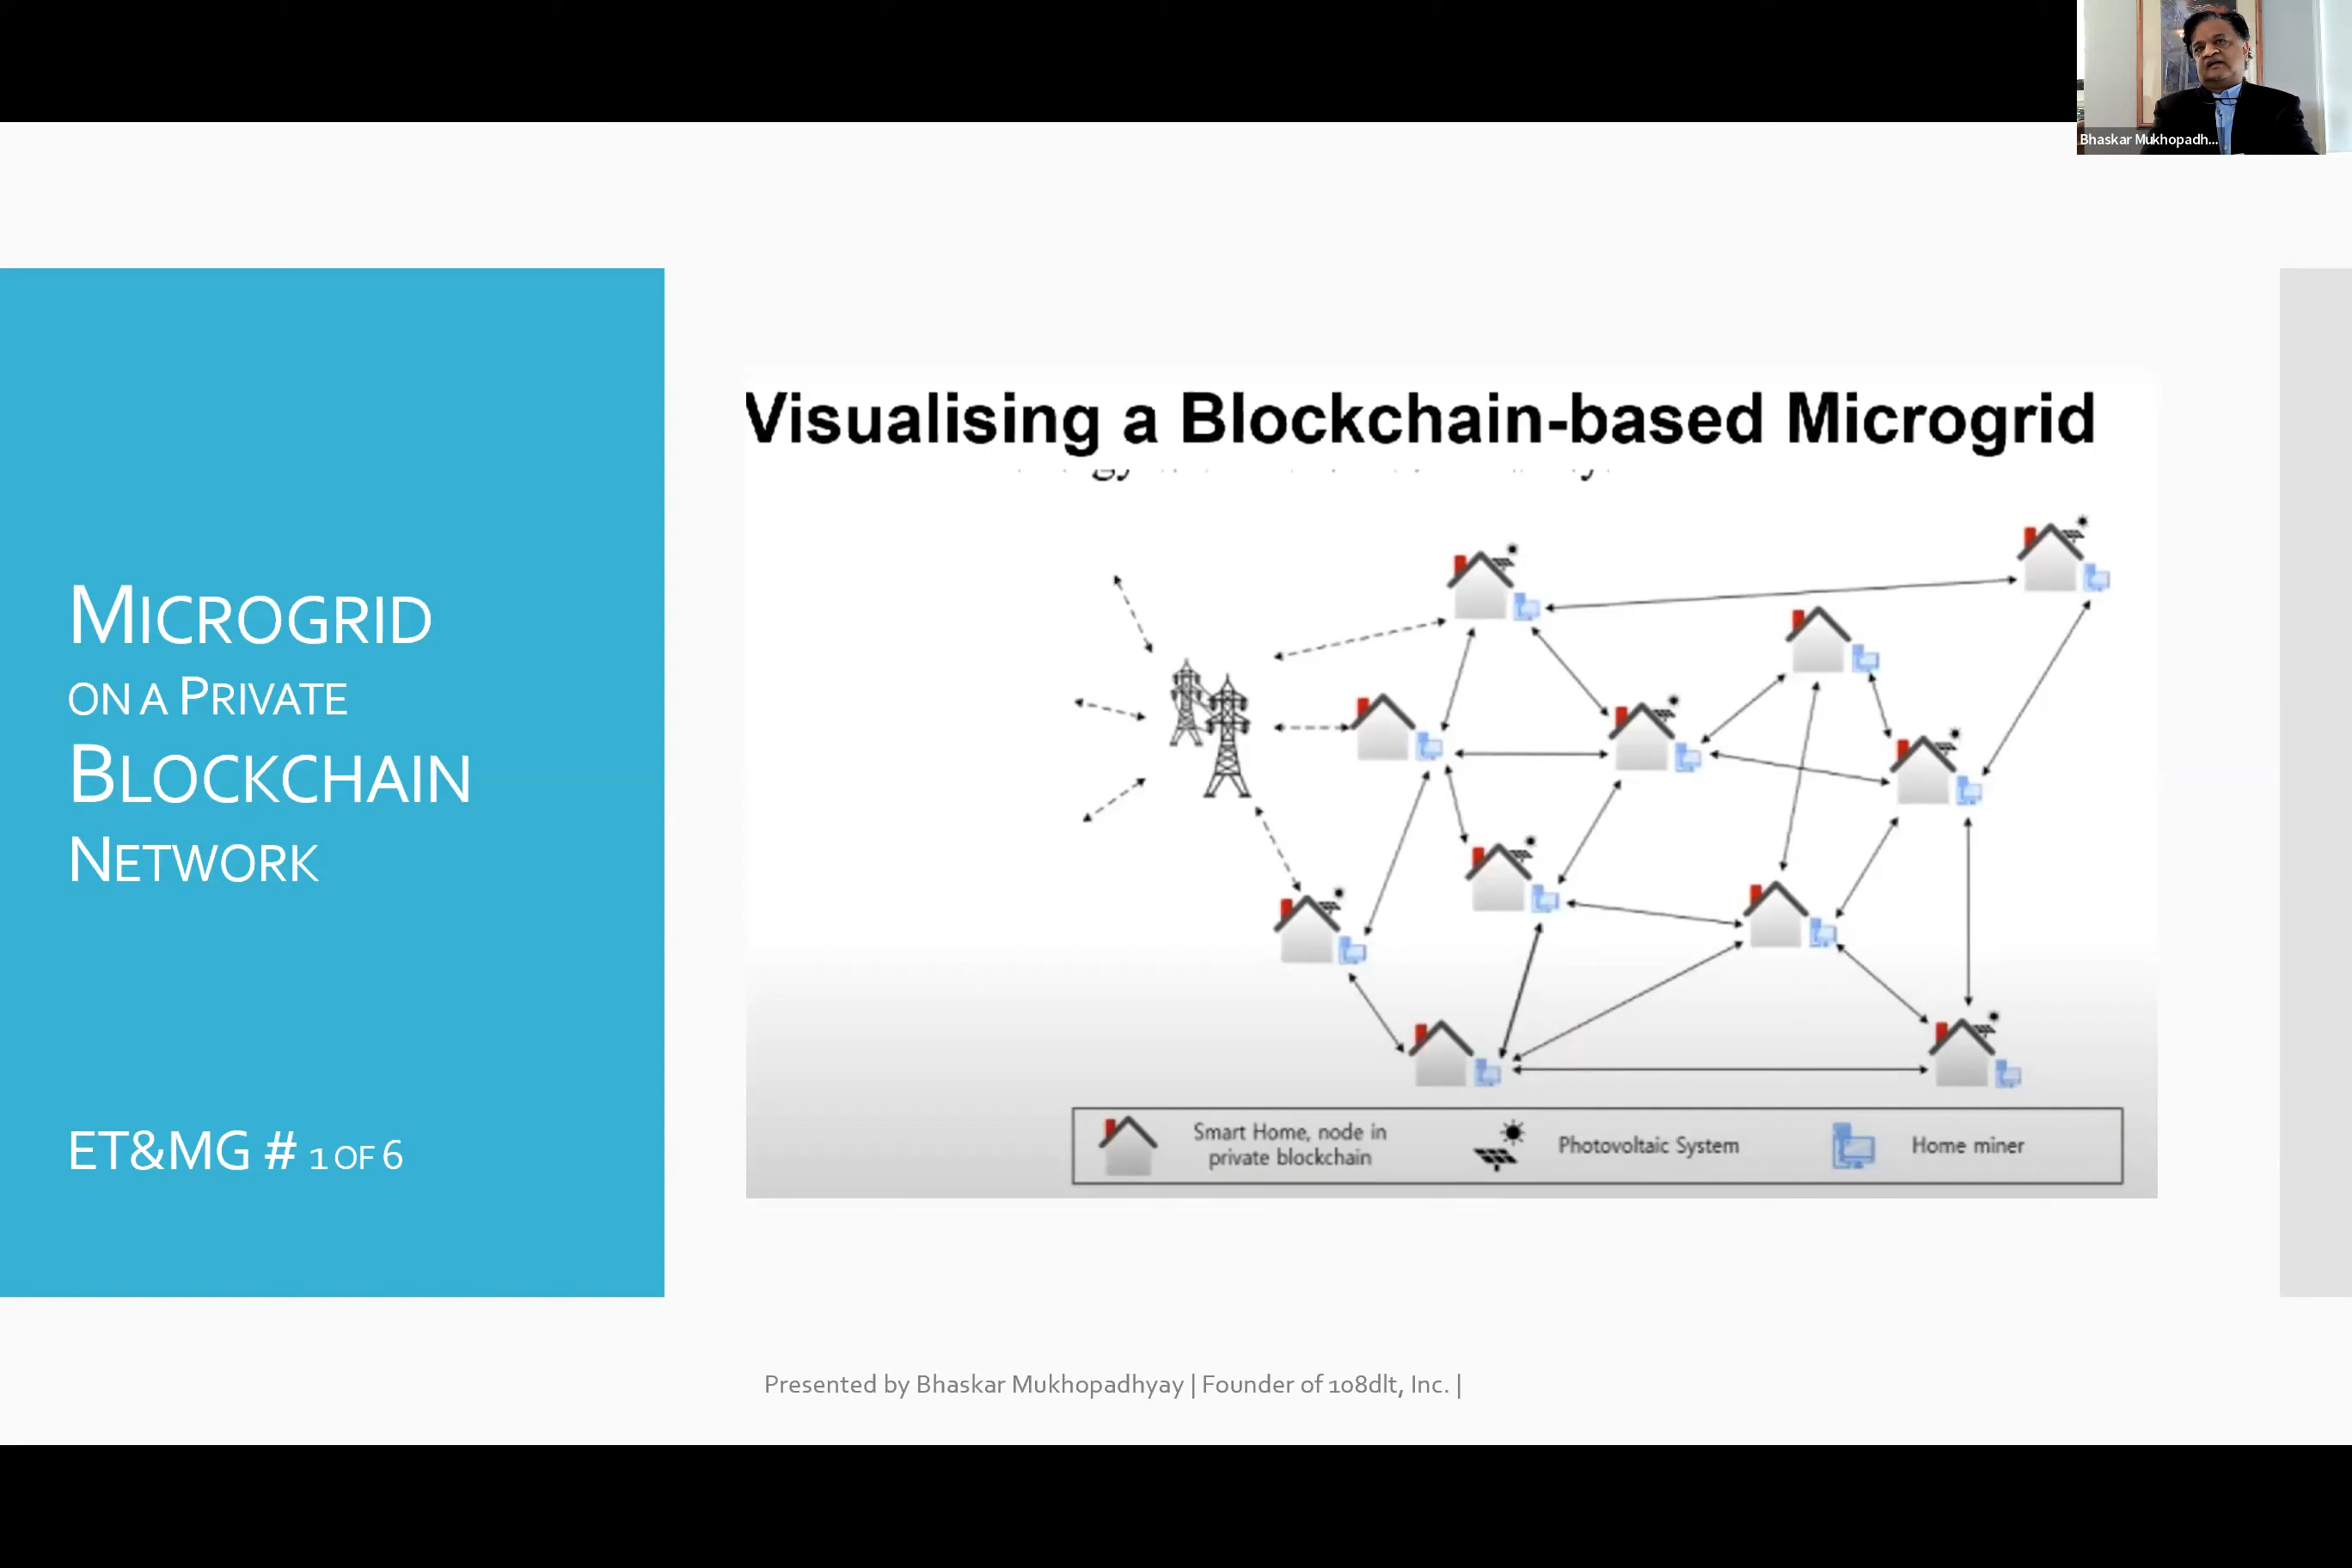 Bhaskar Mukhopadh...
MICROGRID
ON A PRIVATE
BLOCKCHAIN
NETWORK
ET&MG # 1 OF 6
Visualising a Blockchain-based Microgrid
Smart Home, node in
private blockchain
Photovoltaic System
Home miner
Presented by Bhaskar Mukhopadhyay | Founder of 108dlt, Inc. |